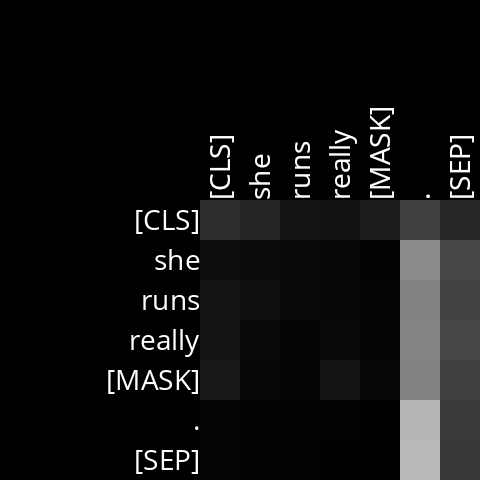 [CLS] she runs really [MASK] . [SEP]
[CLS]
she
runs
really
[MASK]
.
[SEP]